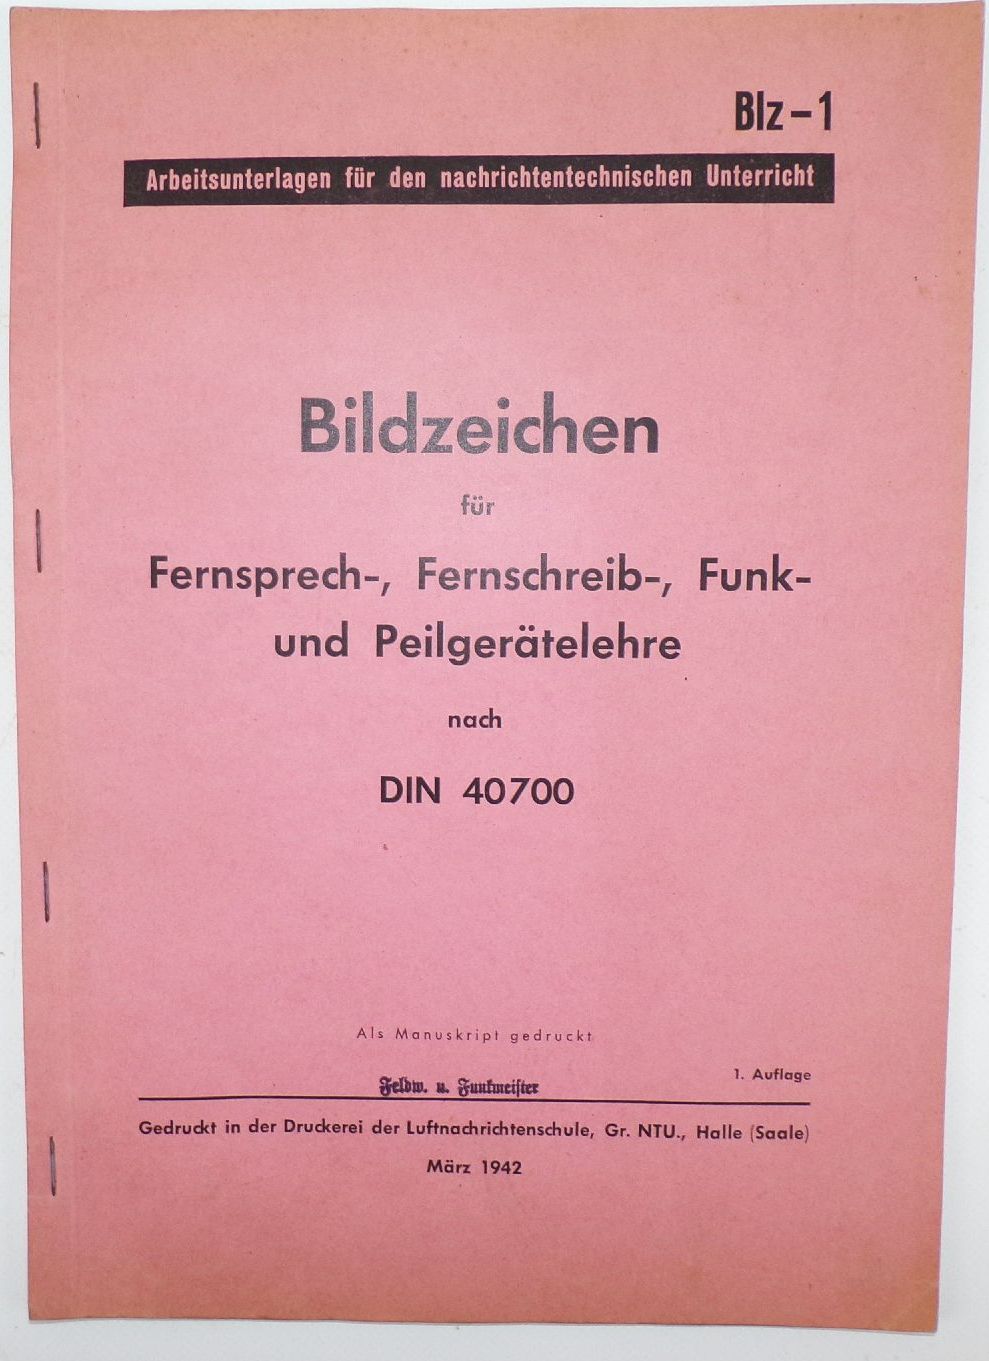 Blz – 1
Arbeitsunterlagen für den nachrichtentechnischen Unterricht
Bildzeichen
für
Fernsprech-, Fernschreib-, Funk-
und Peilgerätelehre
nach
DIN 40700
Als Manuskript gedruckt
1. Auflage
Feldw. u. Funkmeister
Gedruckt in der Druckerei der Luftnachrichtenschule, Gr. NTU., Halle (Saale)
März 1942